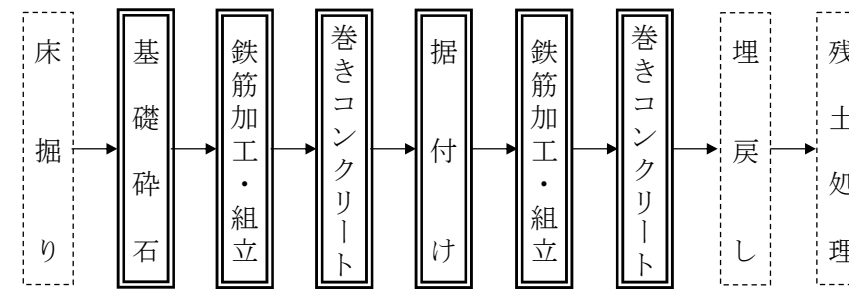 床掘り
基礎砕石
鉄筋加工・組立
巻きコンクリート
据付け
鉄筋加工・組立
巻きコンクリート
埋戻し
残土処理